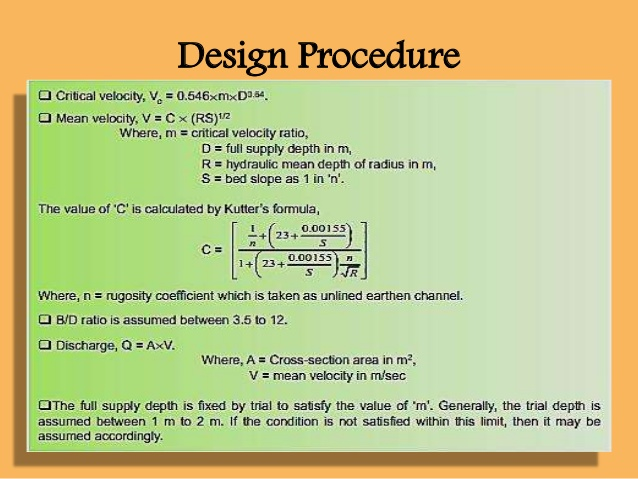 Design Procedure
❑ Critical velocity, Vc = 0.546×m×D0.64.
❑ Mean velocity, V = C × (RS)1/2
Where, m = critical velocity ratio,
D = full supply depth in m,
R = hydraulic mean depth of radius in m,
S = bed slope as 1 in ‘n’.
The value of ‘C’ is calculated by Kutter’s formula,
C = [ (1/n + (23 + 0.00155/S)) / (1 + (23 + 0.00155/S) n/√R) ]
Where, n = rugosity coefficient which is taken as unlined earthen channel.
❑ B/D ratio is assumed between 3.5 to 12.
❑ Discharge, Q = A×V.
Where, A = Cross-section area in m2,
V = mean velocity in m/sec
❑The full supply depth is fixed by trial to satisfy the value of ‘m’. Generally, the trial depth is
assumed between 1 m to 2 m. If the condition is not satisfied within this limit, then it may be
assumed accordingly.